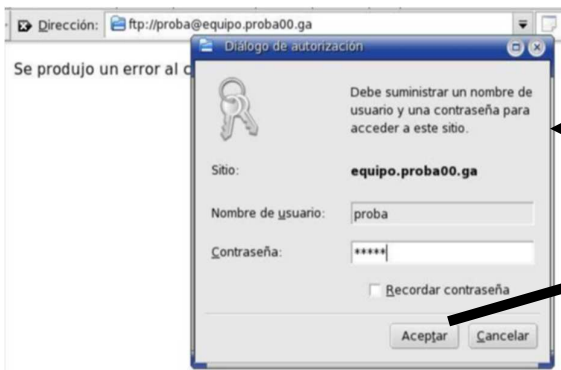 Dirección: ftp://proba@equipo.proba00.ga
Se produjo un error al c
Diálogo de autorización
Debe suministrar un nombre de
usuario y una contraseña para
acceder a este sitio.
Sitio: equipo.proba00.ga
Nombre de usuario: proba
Contraseña: *****
Recordar contraseña
Aceptar Cancelar